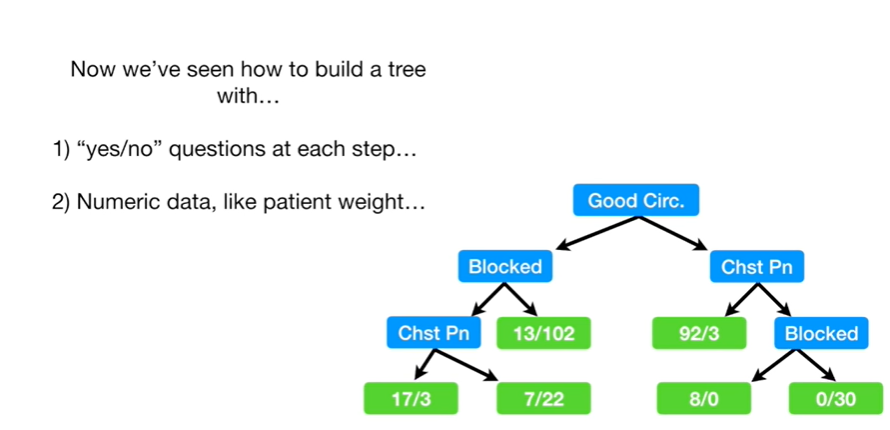 Now we’ve seen how to build a tree
with…
1) “yes/no” questions at each step…
2) Numeric data, like patient weight…
Good Circ.
Blocked
Chst Pn
Chst Pn
13/102
92/3
Blocked
17/3
7/22
8/0
0/30